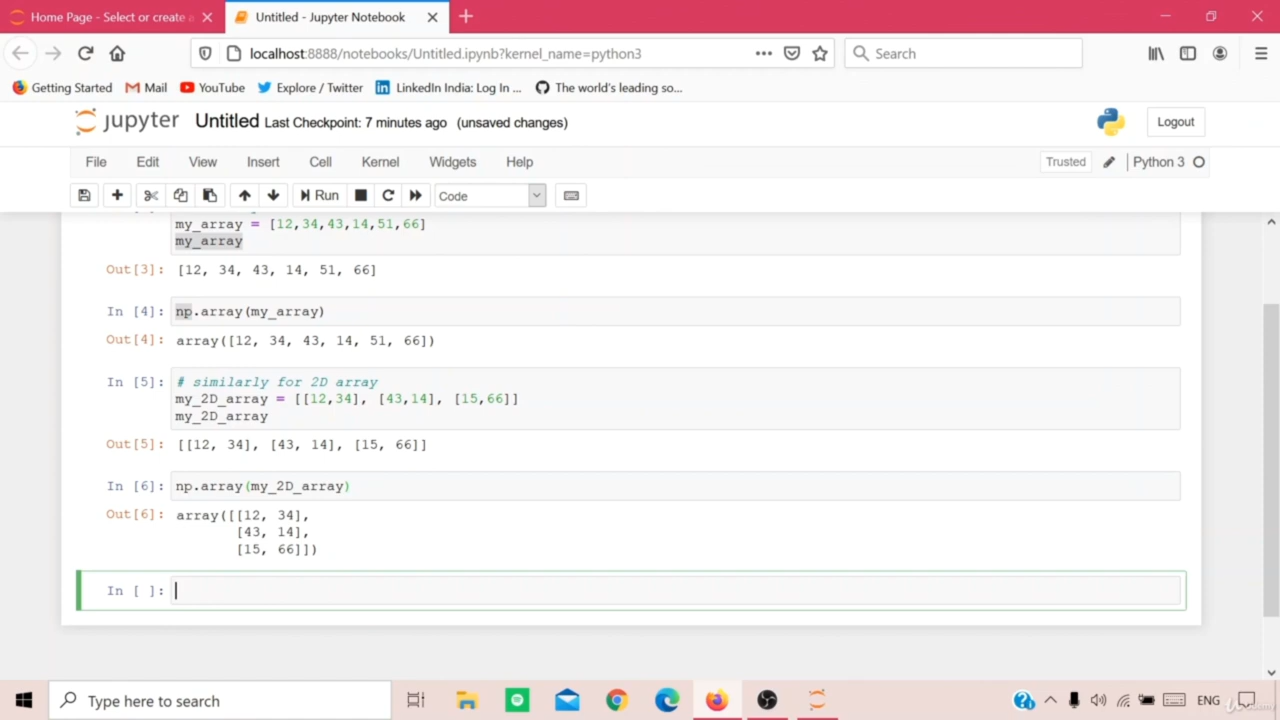 Home Page - Select or create a
Untitled - Jupyter Notebook
localhost:8888/notebooks/Untitled.ipynb?kernel_name=python3
Search
Getting Started
Mail
YouTube
Explore / Twitter
LinkedIn India: Log In ...
The world's leading so...
jupyter Untitled Last Checkpoint: 7 minutes ago (unsaved changes)
Logout
File Edit View Insert Cell Kernel Widgets Help
Trusted
Python 3
Run
Code
my_array = [12,34,43,14,51,66]
my_array
Out[3]: [12, 34, 43, 14, 51, 66]
In [4]: np.array(my_array)
Out[4]: array([12, 34, 43, 14, 51, 66])
In [5]: # similarly for 2D array
my_2D_array = [[12,34], [43,14], [15,66]]
my_2D_array
Out[5]: [[12, 34], [43, 14], [15, 66]]
In [6]: np.array(my_2D_array)
Out[6]: array([[12, 34],
[43, 14],
[15, 66]])
In [ ]:
Type here to search
ENG
Udemy